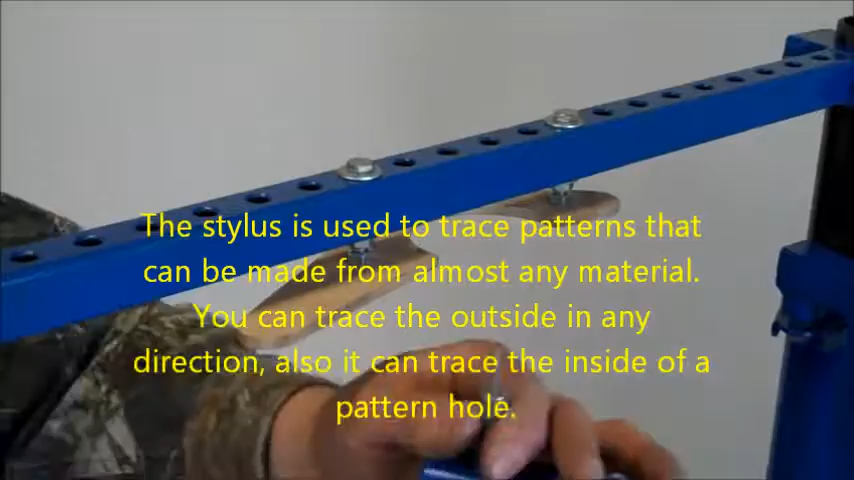 The stylus is used to trace patterns that
can be made from almost any material.
You can trace the outside in any
direction, also it can trace the inside of a
pattern hole.